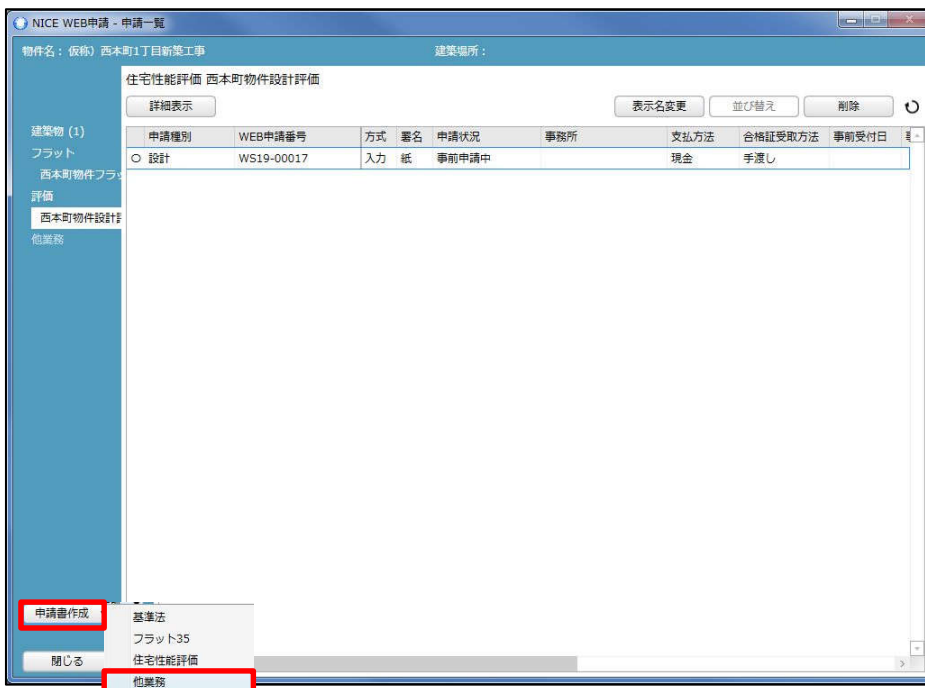 NICE WEB申請 - 申請一覧
物件名：仮称）西本町1丁目新築工事 建築場所：
住宅性能評価 西本町物件設計評価
詳細表示 表示名変更 並び替え 削除
建築物 (1)
フラット
西本町物件フラッ
評価
西本町物件設計評
他業務
申請種別 WEB申請番号 方式 署名 申請状況 事務所 支払方法 合格証受取方法 事前受付日
設計 WS19-00017 入力 紙 事前申請中 現金 手渡し
申請書作成
閉じる
基準法
フラット35
住宅性能評価
他業務